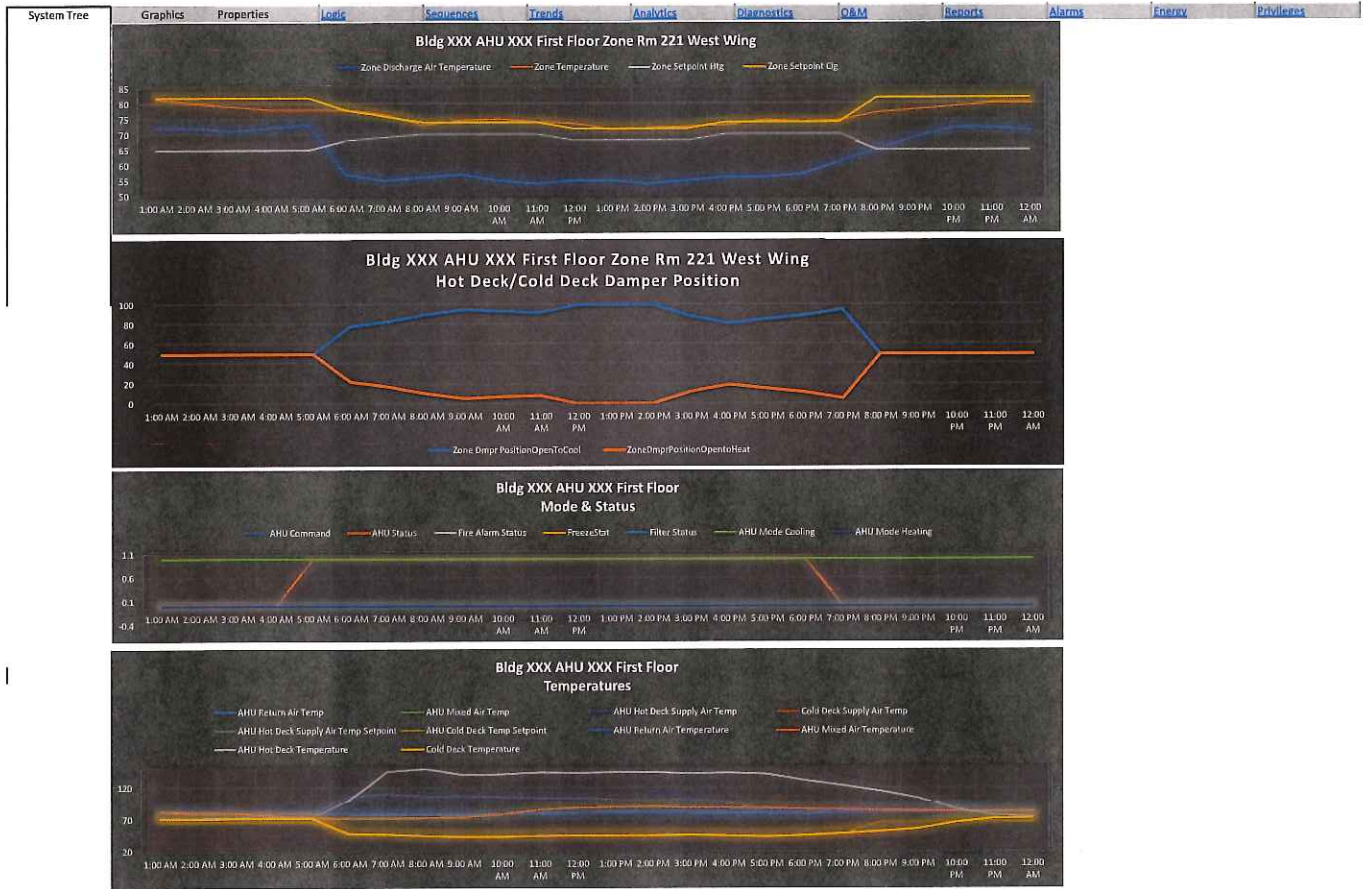 System Tree Graphics Properties Logic Sequences Trends Analytics Diagnostics O&M Reports Alarms Energy Privileges
Bldg XXX AHU XXX First Floor Zone Rm 221 West Wing
Zone Discharge Air Temperature Zone Temperature Zone Setpoint Htg Zone Setpoint Clg
85
80
75
70
65
60
55
50
1:00 AM 2:00 AM 3:00 AM 4:00 AM 5:00 AM 6:00 AM 7:00 AM 8:00 AM 9:00 AM 10:00 AM 11:00 AM 12:00 PM 1:00 PM 2:00 PM 3:00 PM 4:00 PM 5:00 PM 6:00 PM 7:00 PM 8:00 PM 9:00 PM 10:00 PM 11:00 PM 12:00 AM
Bldg XXX AHU XXX First Floor Zone Rm 221 West Wing
Hot Deck/Cold Deck Damper Position
100
80
60
40
20
0
1:00 AM 2:00 AM 3:00 AM 4:00 AM 5:00 AM 6:00 AM 7:00 AM 8:00 AM 9:00 AM 10:00 AM 11:00 AM 12:00 PM 1:00 PM 2:00 PM 3:00 PM 4:00 PM 5:00 PM 6:00 PM 7:00 PM 8:00 PM 9:00 PM 10:00 PM 11:00 PM 12:00 AM
Zone DmprPositionOpenToCool ZoneDmprPositionOpentoHeat
Bldg XXX AHU XXX First Floor
Mode & Status
AHU Command AHU Status Fire Alarm Status FreezeStat Filter Status AHU Mode Cooling AHU Mode Heating
1.1
0.6
0.1
-0.4
1:00 AM 2:00 AM 3:00 AM 4:00 AM 5:00 AM 6:00 AM 7:00 AM 8:00 AM 9:00 AM 10:00 AM 11:00 AM 12:00 PM 1:00 PM 2:00 PM 3:00 PM 4:00 PM 5:00 PM 6:00 PM 7:00 PM 8:00 PM 9:00 PM 10:00 PM 11:00 PM 12:00 AM
Bldg XXX AHU XXX First Floor
Temperatures
AHU Return Air Temp AHU Mixed Air Temp AHU Hot Deck Supply Air Temp Cold Deck Supply Air Temp
AHU Hot Deck Supply Air Temp Setpoint AHU Cold Deck Temp Setpoint AHU Return Air Temperature AHU Mixed Air Temperature
AHU Hot Deck Temperature Cold Deck Temperature
120
70
20
1:00 AM 2:00 AM 3:00 AM 4:00 AM 5:00 AM 6:00 AM 7:00 AM 8:00 AM 9:00 AM 10:00 AM 11:00 AM 12:00 PM 1:00 PM 2:00 PM 3:00 PM 4:00 PM 5:00 PM 6:00 PM 7:00 PM 8:00 PM 9:00 PM 10:00 PM 11:00 PM 12:00 AM